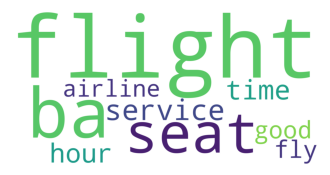 flight
airline time
ba service
seat good
hour fly